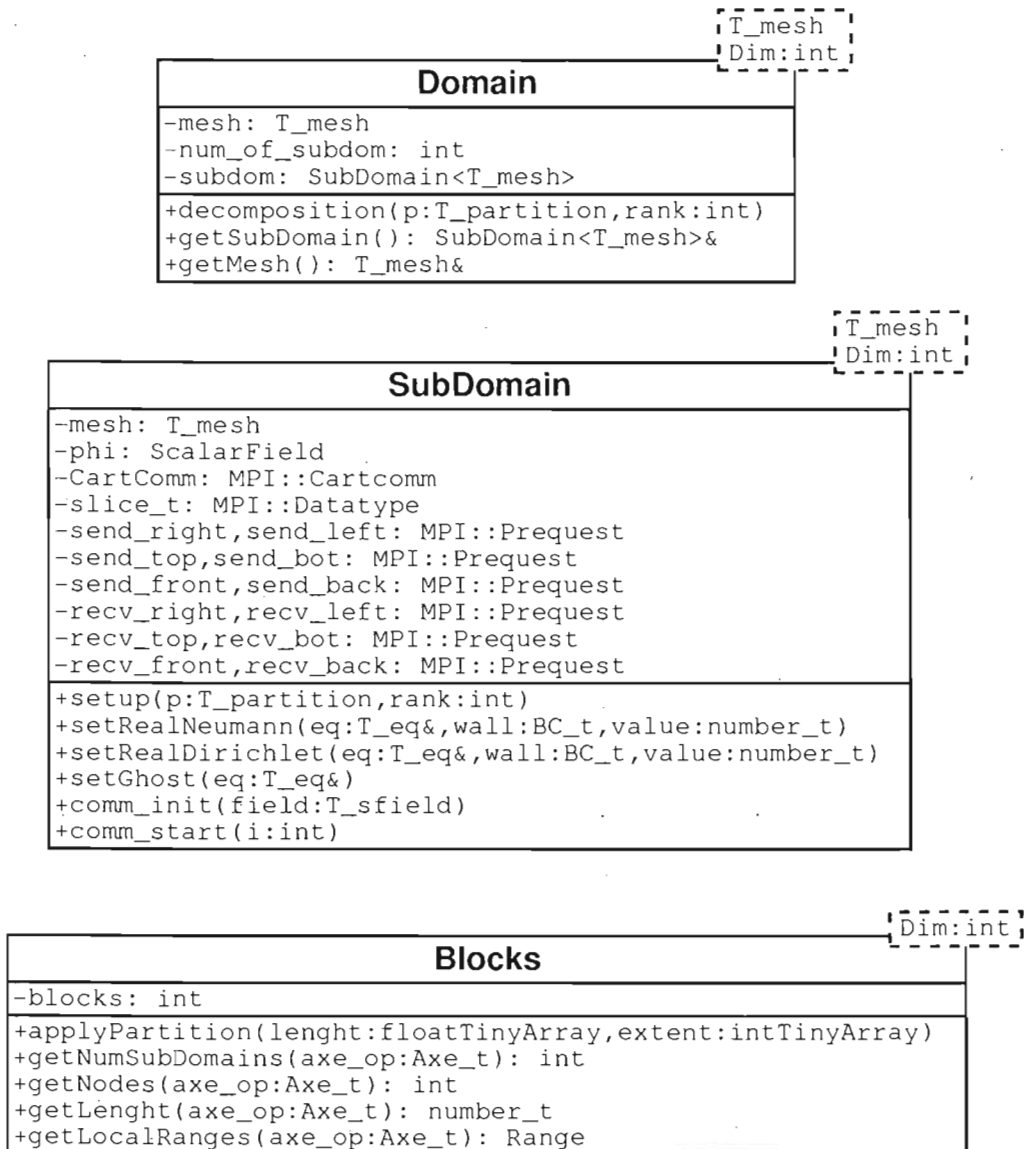 T_mesh
Dim:int
Domain
-mesh: T_mesh
-num_of_subdom: int
-subdom: SubDomain<T_mesh>
+decomposition(p:T_partition,rank:int)
+getSubDomain(): SubDomain<T_mesh>&
+getMesh(): T_mesh&
T_mesh
Dim:int
SubDomain
-mesh: T_mesh
-phi: ScalarField
-CartComm: MPI::Cartcomm
-slice_t: MPI::Datatype
-send_right,send_left: MPI::Prequest
-send_top,send_bot: MPI::Prequest
-send_front,send_back: MPI::Prequest
-recv_right,recv_left: MPI::Prequest
-recv_top,recv_bot: MPI::Prequest
-recv_front,recv_back: MPI::Prequest
+setup(p:T_partition,rank:int)
+setRealNeumann(eq:T_eq&,wall:BC_t,value:number_t)
+setRealDirichlet(eq:T_eq&,wall:BC_t,value:number_t)
+setGhost(eq:T_eq&)
+comm_init(field:T_sfield)
+comm_start(i:int)
Dim:int
Blocks
-blocks: int
+applyPartition(lenght:floatTinyArray,extent:intTinyArray)
+getNumSubDomains(axe_op:Axe_t): int
+getNodes(axe_op:Axe_t): int
+getLenght(axe_op:Axe_t): number_t
+getLocalRanges(axe_op:Axe_t): Range